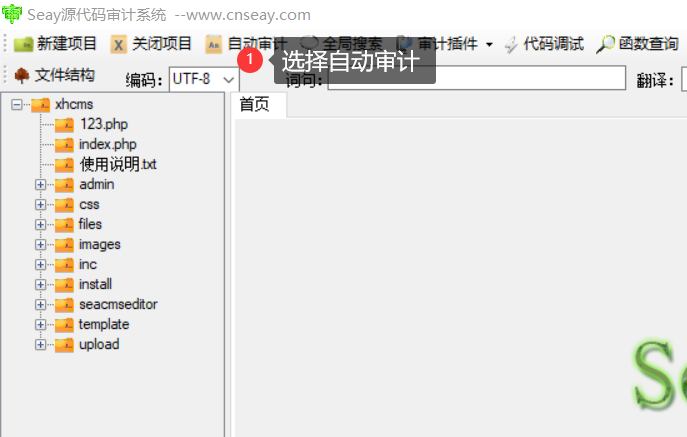 Seay源代码审计系统 --www.cnseay.com
新建项目 关闭项目 自动审计 全局搜索 审计插件 代码调试 函数查询
1 选择自动审计
文件结构 编码: UTF-8 词句: 翻译:
xhcms
首页
123.php
index.php
使用说明.txt
admin
css
files
images
inc
install
seacmseditor
template
upload
Se